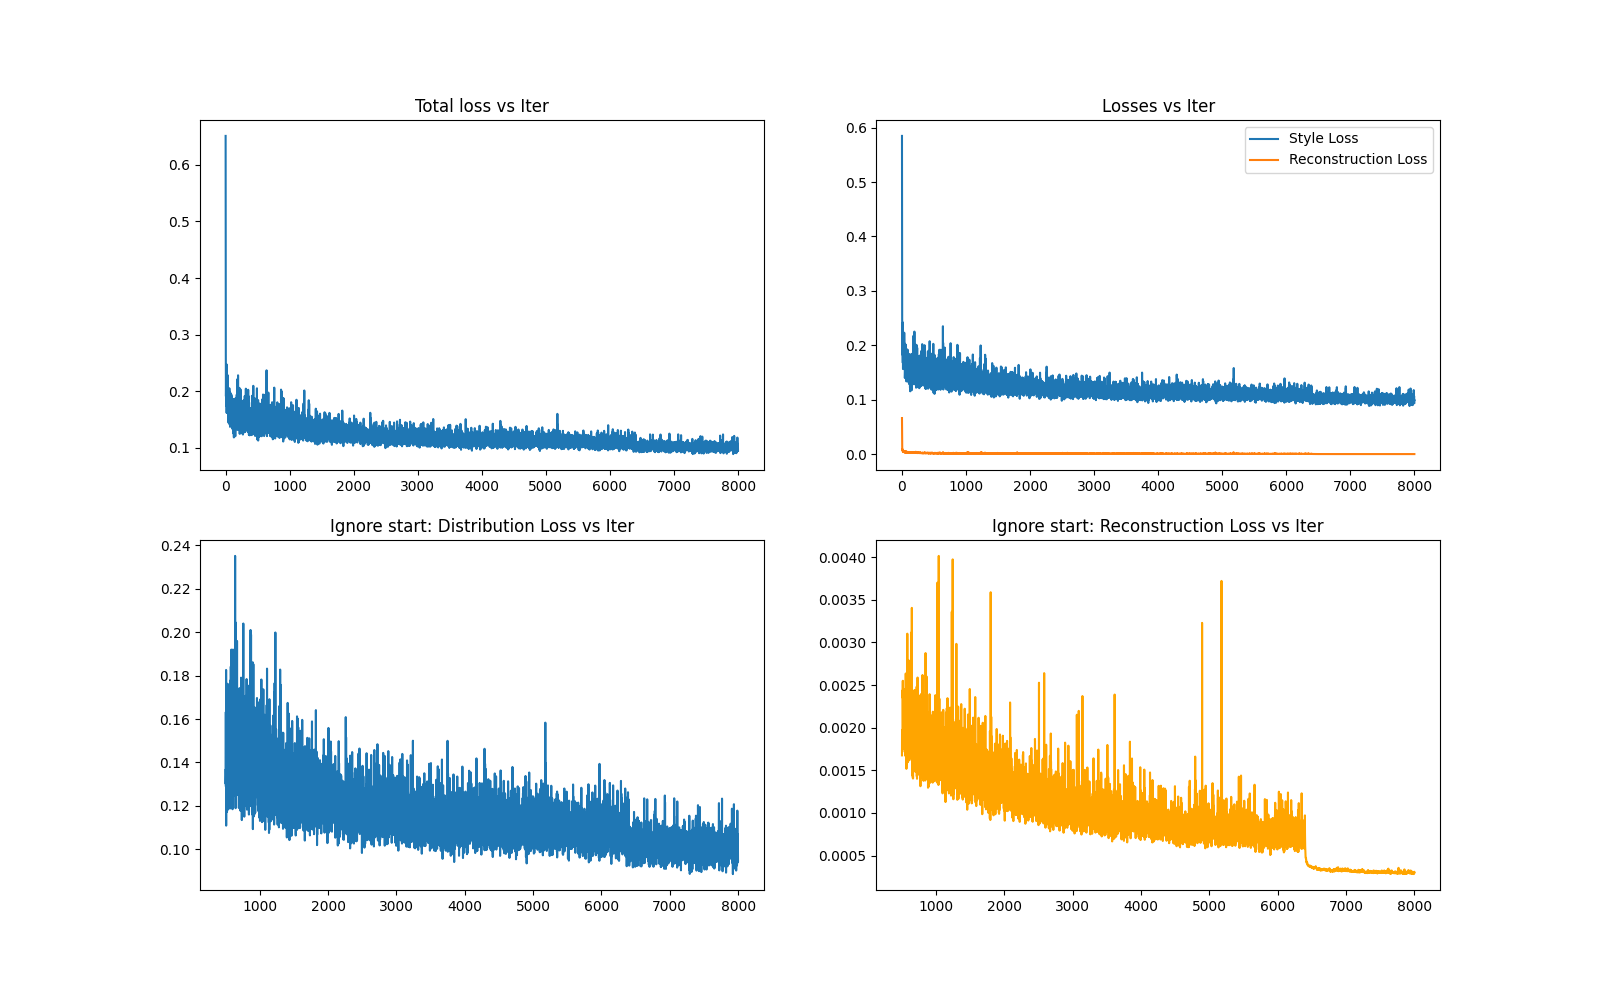 Total loss vs Iter
0.6
0.5
0.4
0.3
0.2
0.1
0 1000 2000 3000 4000 5000 6000 7000 8000
Losses vs Iter
Style Loss
Reconstruction Loss
0.6
0.5
0.4
0.3
0.2
0.1
0.0
0 1000 2000 3000 4000 5000 6000 7000 8000
Ignore start: Distribution Loss vs Iter
0.24
0.22
0.20
0.18
0.16
0.14
0.12
0.10
1000 2000 3000 4000 5000 6000 7000 8000
Ignore start: Reconstruction Loss vs Iter
0.0040
0.0035
0.0030
0.0025
0.0020
0.0015
0.0010
0.0005
1000 2000 3000 4000 5000 6000 7000 8000